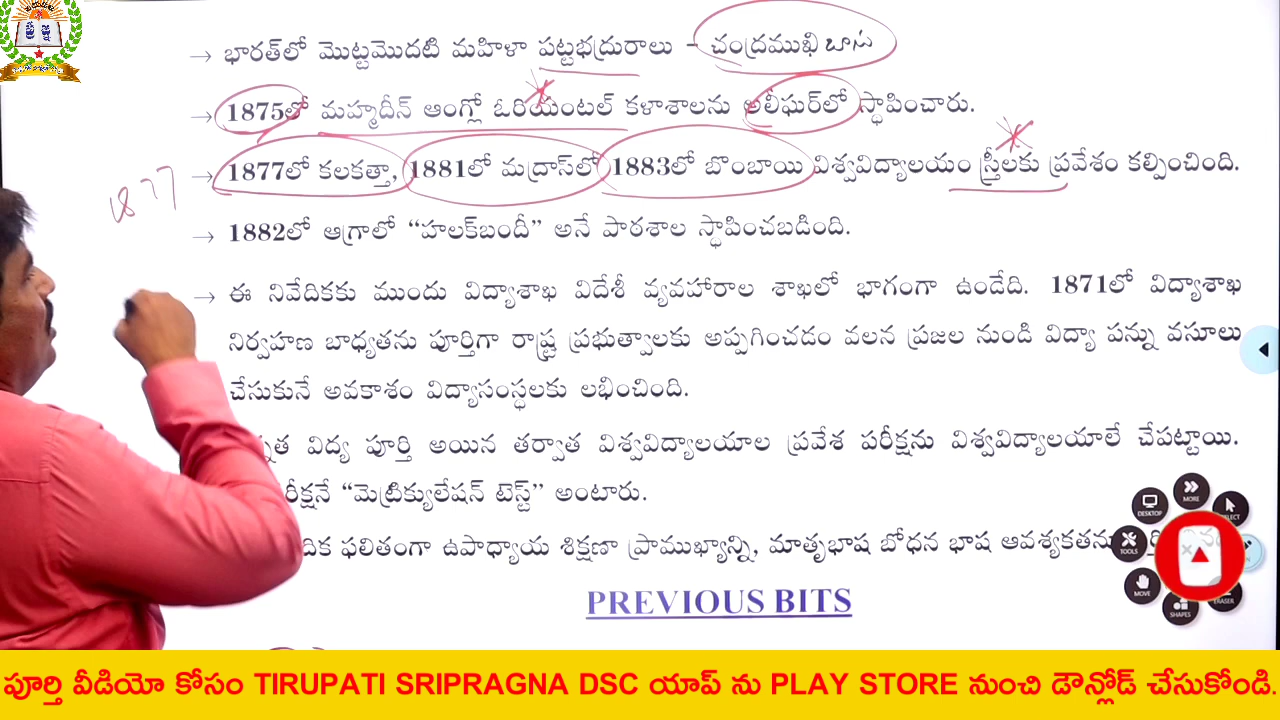 → భారత్‌లో మొట్టమొదటి మహిళా పట్టభద్రురాలు - చంద్రముఖి బాసు
→ 1875లో మహ్మదీన్ ఆంగ్లో ఓరియంటల్ కళాశాలను అలీఘర్‌లో స్థాపించారు.
→ 1877లో కలకత్తా, 1881లో మద్రాస్‌లో 1883లో బొంబాయి విశ్వవిద్యాలయం స్త్రీలకు ప్రవేశం కల్పించింది.
1877
→ 1882లో ఆగ్రాలో “హలక్‌బందీ” అనే పాఠశాల స్థాపించబడింది.
→ ఈ నివేదికకు ముందు విద్యాశాఖ విదేశీ వ్యవహారాల శాఖలో భాగంగా ఉండేది. 1871లో విద్యాశాఖ
నిర్వహణ బాధ్యతను పూర్తిగా రాష్ట్ర ప్రభుత్వాలకు అప్పగించడం వలన ప్రజల నుండి విద్యా పన్ను వసూలు
చేసుకునే అవకాశం విద్యాసంస్థలకు లభించింది.
విద్య పూర్తి అయిన తర్వాత విశ్వవిద్యాలయాల ప్రవేశ పరీక్షను విశ్వవిద్యాలయాలే చేపట్టాయి.
“మెట్రిక్యులేషన్ టెస్ట్” అంటారు.
ఫలితంగా ఉపాధ్యాయ శిక్షణా ప్రాముఖ్యాన్ని, మాతృభాష బోధన భాష ఆవశ్యకతను
MORE
DESKTOP
SELECT
TOOLS
MOVE
SHAPES
ERASER
PREVIOUS BITS
పూర్తి వీడియో కోసం TIRUPATI SRIPRAGNA DSC యాప్ ను PLAY STORE నుంచి డౌన్లోడ్ చేసుకోండి.